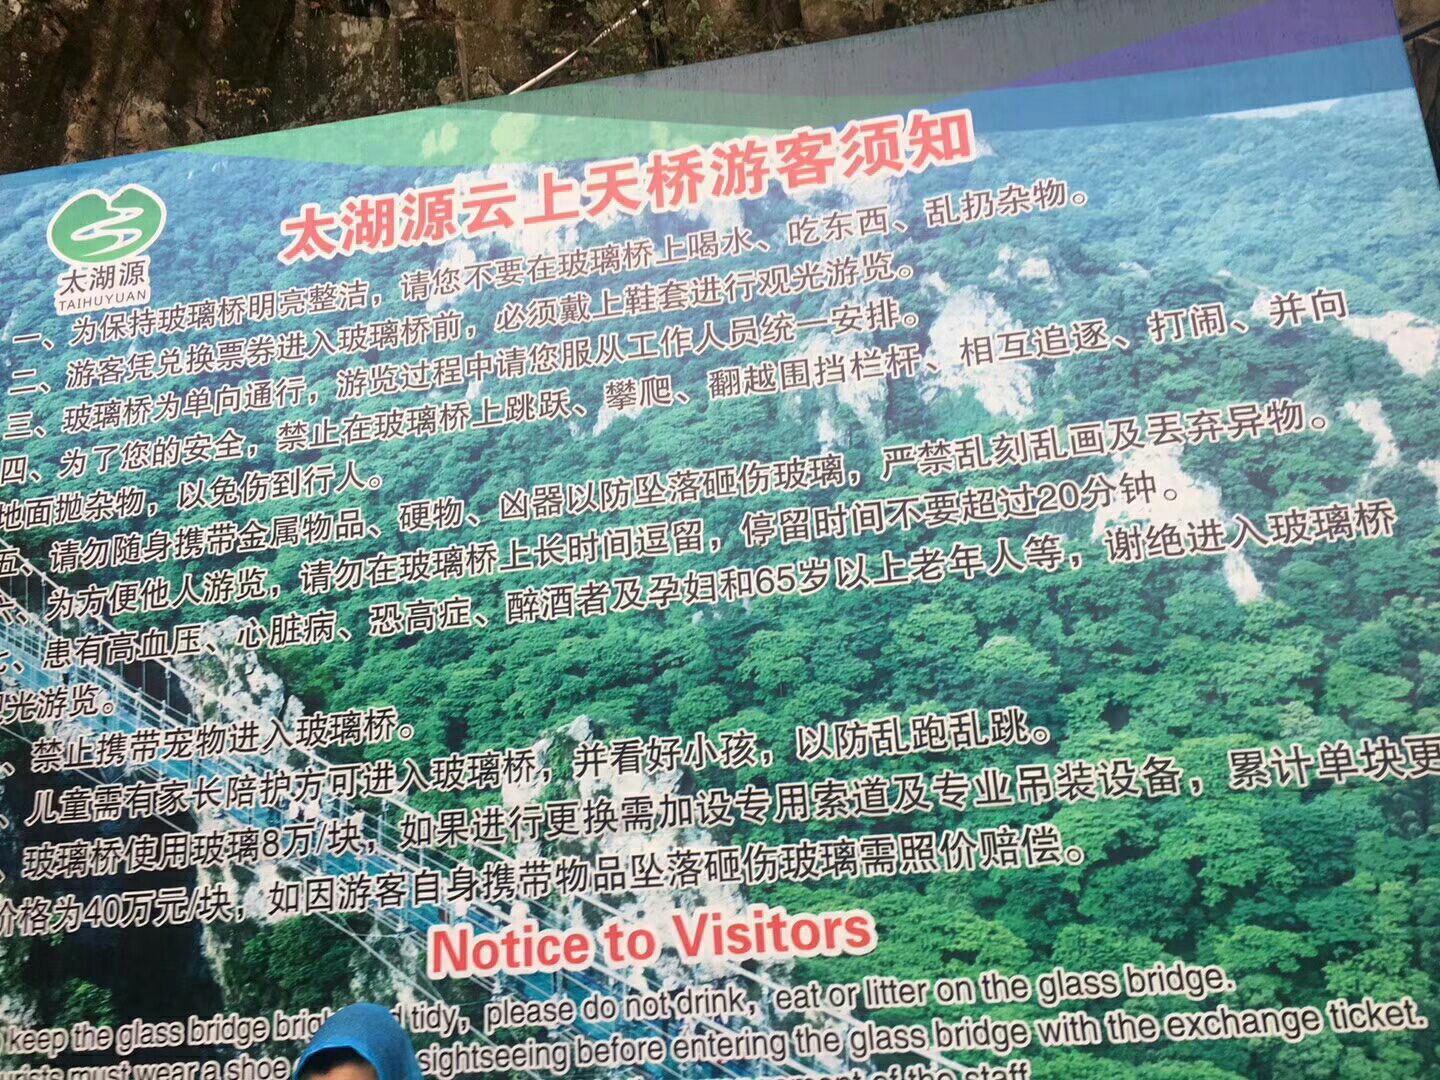 太湖源云上天桥游客须知
太湖源
TAIHUYUAN
一、为保持玻璃桥明亮整洁，请您不要在玻璃桥上喝水、吃东西、乱扔杂物。
二、游客凭兑换票券进入玻璃桥前，必须戴上鞋套进行观光游览。
三、玻璃桥为单向通行，游览过程中请您服从工作人员统一安排。
四、为了您的安全，禁止在玻璃桥上跳跃、攀爬、翻越围挡栏杆、相互追逐、打闹、并向
地面抛杂物，以免伤到行人。
五、请勿随身携带金属物品、硬物、凶器以防坠落砸伤玻璃，严禁乱刻乱画及丢弃异物。
六、为方便他人游览，请勿在玻璃桥上长时间逗留，停留时间不要超过20分钟。
七、患有高血压、心脏病、恐高症、醉酒者及孕妇和65岁以上老年人等，谢绝进入玻璃桥
观光游览。
、禁止携带宠物进入玻璃桥。
、儿童需有家长陪护方可进入玻璃桥，并看好小孩，以防乱跑乱跳。
、玻璃桥使用玻璃8万/块，如果进行更换需加设专用索道及专业吊装设备，累计单块更
价格为40万元/块，如因游客自身携带物品坠落砸伤玻璃需照价赔偿。
Notice to Visitors
keep the glass bridge tidy, please do not drink, eat or litter on the glass bridge.
must wear a shoe sightseeing before entering the glass bridge with the exchange ticket.
of the staff